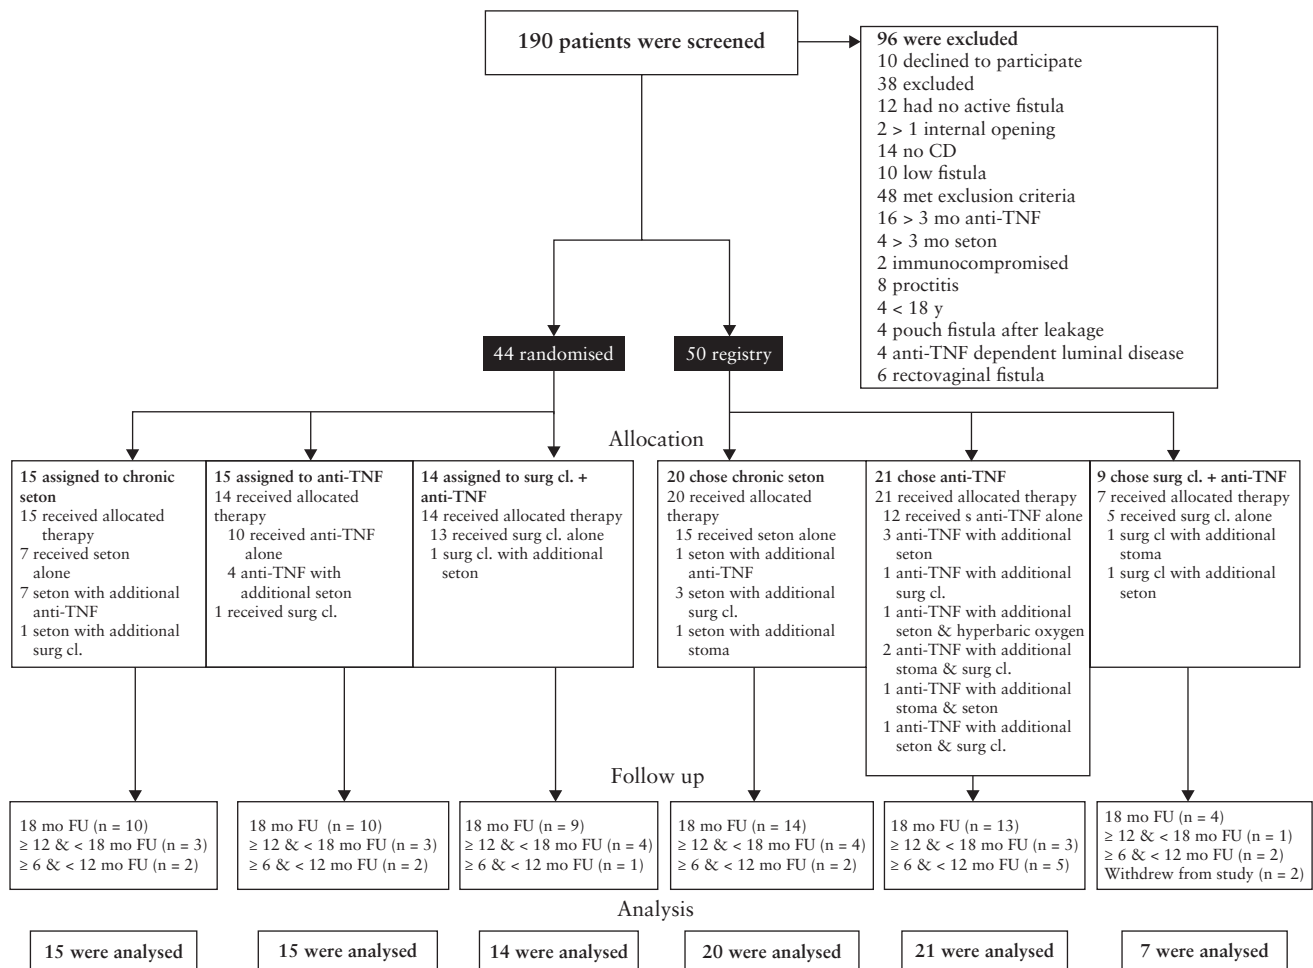 190 patients were screened
96 were excluded
10 declined to participate
38 excluded
12 had no active fistula
2 > 1 internal opening
14 no CD
10 low fistula
48 met exclusion criteria
16 > 3 mo anti-TNF
4 > 3 mo seton
2 immunocompromised
8 proctitis
4 < 18 y
4 pouch fistula after leakage
4 anti-TNF dependent luminal disease
6 rectovaginal fistula
44 randomised
50 registry
Allocation
15 assigned to chronic
seton
15 received allocated
therapy
7 received seton
alone
7 seton with additional
anti-TNF
1 seton with additional
surg cl.
15 assigned to anti-TNF
14 received allocated
therapy
10 received anti-TNF
alone
4 anti-TNF with
additional seton
1 received surg cl.
14 assigned to surg cl. +
anti-TNF
14 received allocated therapy
13 received surg cl. alone
1 surg cl. with additional
seton
20 chose chronic seton
20 received allocated
therapy
15 received seton alone
1 seton with additional
anti-TNF
3 seton with additional
surg cl.
1 seton with additional
stoma
21 chose anti-TNF
21 received allocated therapy
12 received s anti-TNF alone
3 anti-TNF with additional
seton
1 anti-TNF with additional
surg cl.
1 anti-TNF with additional
seton & hyperbaric oxygen
2 anti-TNF with additional
stoma & surg cl.
1 anti-TNF with additional
stoma & seton
1 anti-TNF with additional
seton & surg cl.
9 chose surg cl. + anti-TNF
7 received allocated therapy
5 received surg cl. alone
1 surg cl with additional
stoma
1 surg cl with additional
seton
Follow up
18 mo FU (n = 10)
≥ 12 & < 18 mo FU (n = 3)
≥ 6 & < 12 mo FU (n = 2)
18 mo FU (n = 10)
≥ 12 & < 18 mo FU (n = 3)
≥ 6 & < 12 mo FU (n = 2)
18 mo FU (n = 9)
≥ 12 & < 18 mo FU (n = 4)
≥ 6 & < 12 mo FU (n = 1)
18 mo FU (n = 14)
≥ 12 & < 18 mo FU (n = 4)
≥ 6 & < 12 mo FU (n = 2)
18 mo FU (n = 13)
≥ 12 & < 18 mo FU (n = 3)
≥ 6 & < 12 mo FU (n = 5)
18 mo FU (n = 4)
≥ 12 & < 18 mo FU (n = 1)
≥ 6 & < 12 mo FU (n = 2)
Withdrew from study (n = 2)
Analysis
15 were analysed
15 were analysed
14 were analysed
20 were analysed
21 were analysed
7 were analysed